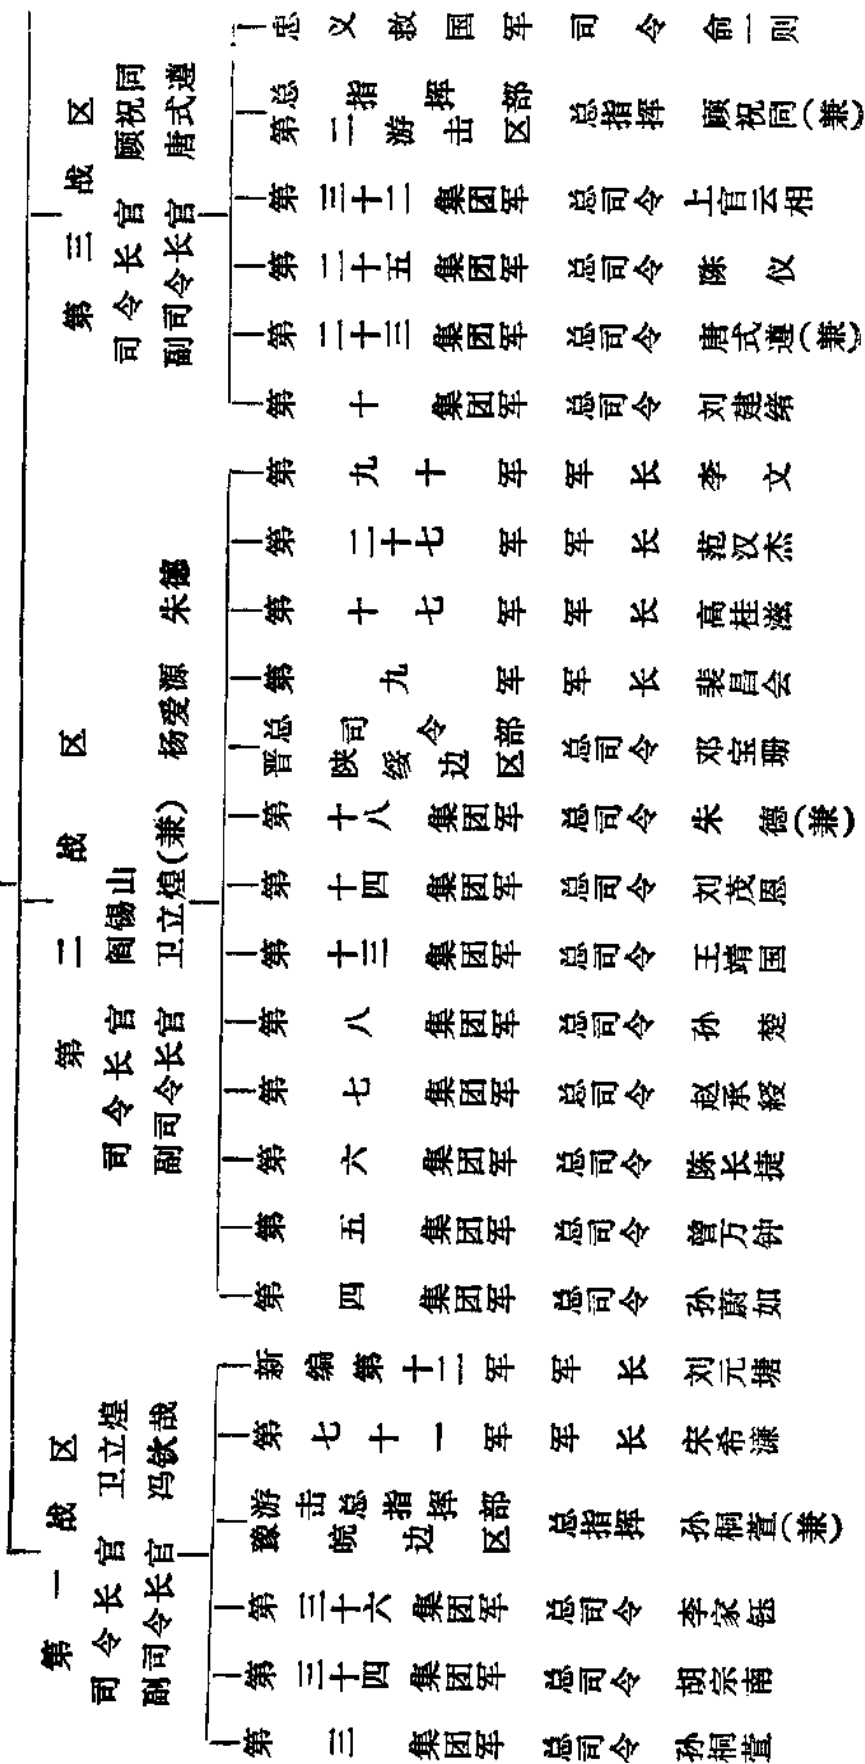 第一战区
司令长官 卫立煌
副司令长官 冯钦哉
第三集团军 总司令 孙桐萱
第三十四集团军 总司令 胡宗南
第三十六集团军 总司令 李家钰
豫皖边区游击总指挥部 总指挥 孙桐萱(兼)
第七十一军 军长 宋希濂
新编第十二军 军长 刘元塘
第二战区
司令长官 阎锡山
副司令长官 卫立煌(兼) 杨爱源 朱德
第四集团军 总司令 孙蔚如
第五集团军 总司令 曾万钟
第六集团军 总司令 陈长捷
第七集团军 总司令 赵承绶
第八集团军 总司令 孙楚
第十三集团军 总司令 王靖国
第十四集团军 总司令 刘茂恩
第十八集团军 总司令 朱德(兼)
晋陕绥边区总司令部 总司令 邓宝珊
第九军 军长 裴昌会
第十七军 军长 高桂滋
第二十七军 军长 范汉杰
第九十军 军长 李文
第三战区
司令长官 顾祝同
副司令长官 唐式遵
第十集团军 总司令 刘建绪
第二十三集团军 总司令 唐式遵(兼)
第二十五集团军 总司令 陈仪
第三十二集团军 总司令 上官云相
第二游击区总指挥部 总指挥 顾祝同(兼)
忠义救国军 司令 俞一则